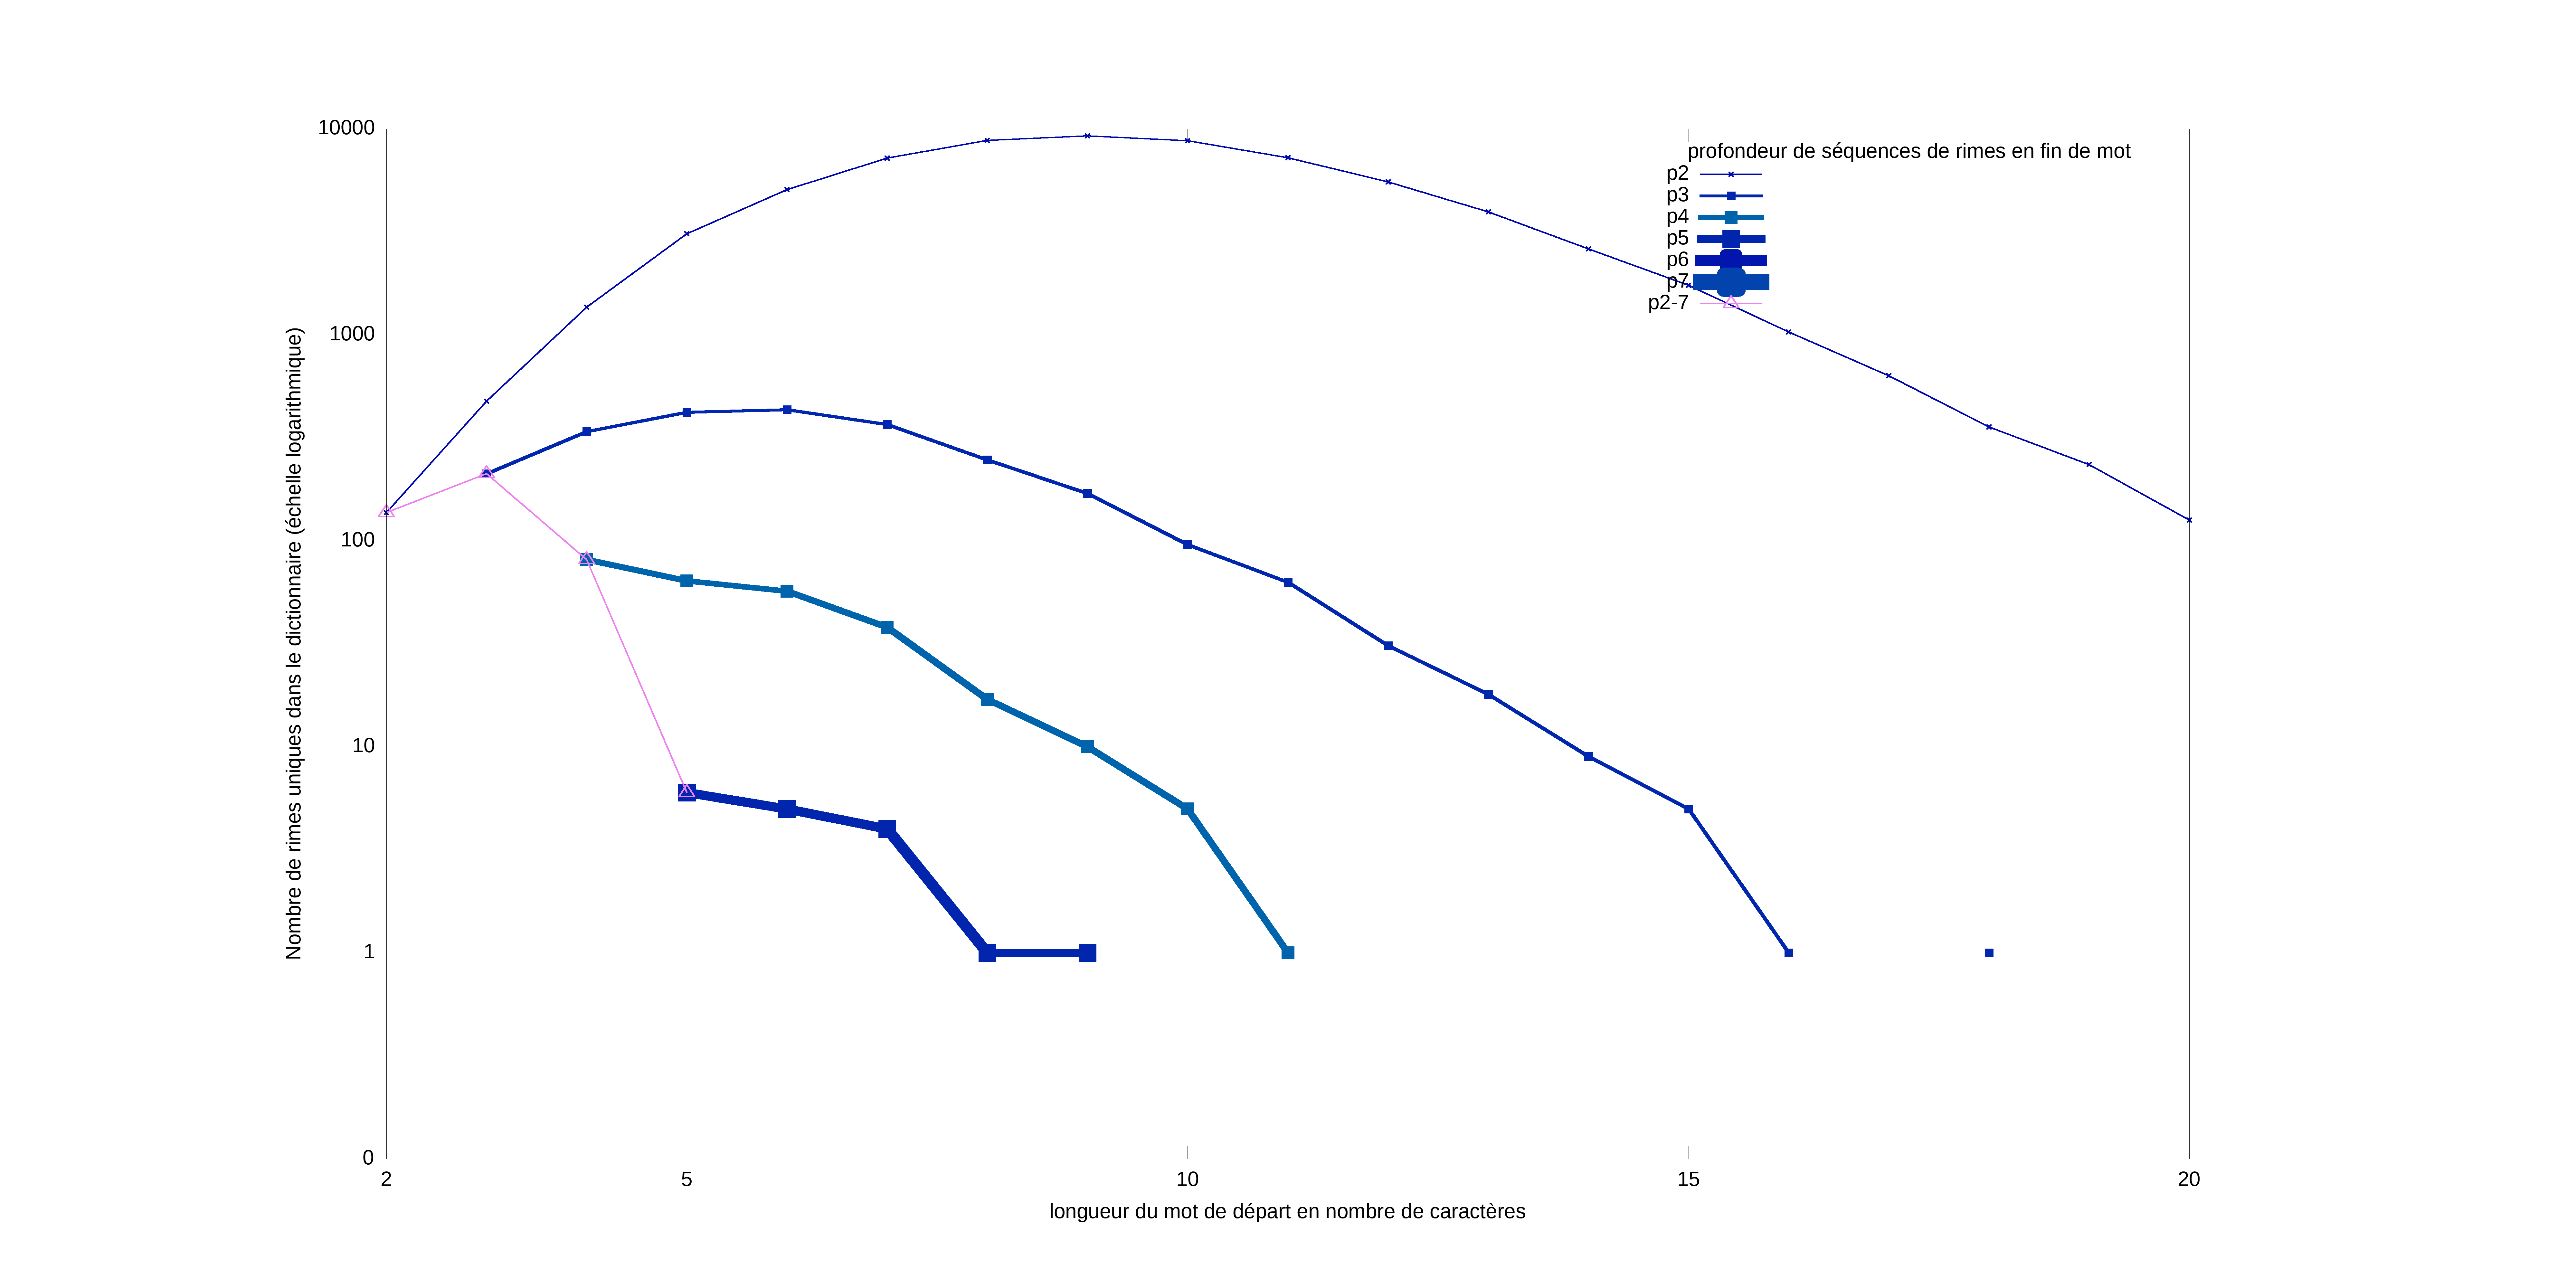 10000
1000
100
10
1
0
Nombre de rimes uniques dans le dictionnaire (échelle logarithmique)
profondeur de séquences de rimes en fin de mot
p2
p3
p4
p5
p6
p7
p2-7
2 5 10 15 20
longueur du mot de départ en nombre de caractères